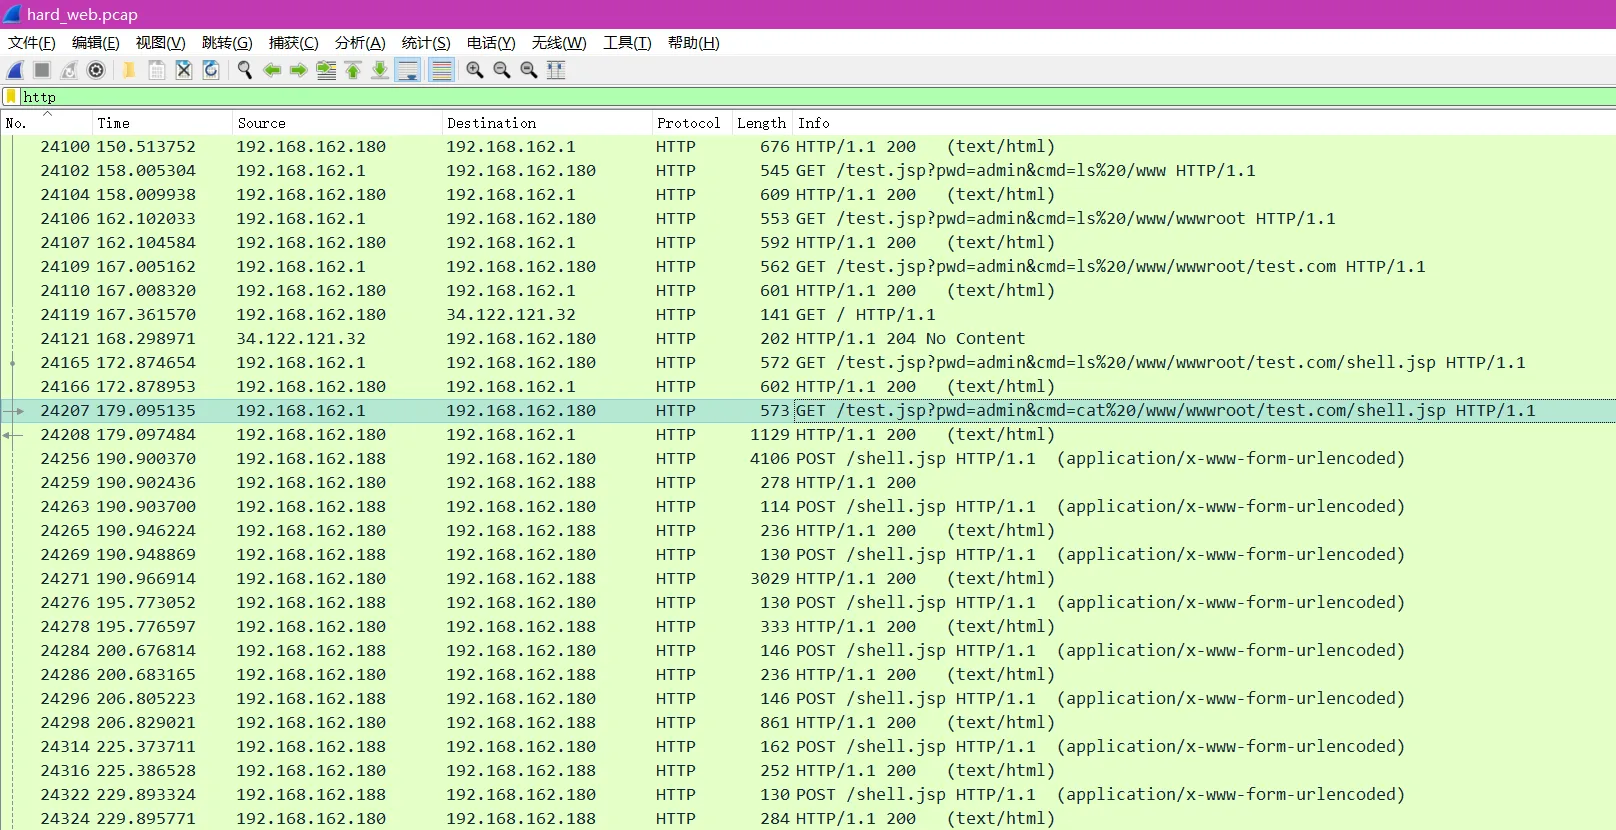 hard_web.pcap
文件(F) 编辑(E) 视图(V) 跳转(G) 捕获(C) 分析(A) 统计(S) 电话(Y) 无线(W) 工具(T) 帮助(H)
http
No. Time Source Destination Protocol Length Info
24100 150.513752 192.168.162.180 192.168.162.1 HTTP 676 HTTP/1.1 200 (text/html)
24102 158.005304 192.168.162.1 192.168.162.180 HTTP 545 GET /test.jsp?pwd=admin&cmd=ls%20/www HTTP/1.1
24104 158.009938 192.168.162.180 192.168.162.1 HTTP 609 HTTP/1.1 200 (text/html)
24106 162.102033 192.168.162.1 192.168.162.180 HTTP 553 GET /test.jsp?pwd=admin&cmd=ls%20/www/wwwroot HTTP/1.1
24107 162.104584 192.168.162.180 192.168.162.1 HTTP 592 HTTP/1.1 200 (text/html)
24109 167.005162 192.168.162.1 192.168.162.180 HTTP 562 GET /test.jsp?pwd=admin&cmd=ls%20/www/wwwroot/test.com HTTP/1.1
24110 167.008320 192.168.162.180 192.168.162.1 HTTP 601 HTTP/1.1 200 (text/html)
24119 167.361570 192.168.162.180 34.122.121.32 HTTP 141 GET / HTTP/1.1
24121 168.298971 34.122.121.32 192.168.162.180 HTTP 202 HTTP/1.1 204 No Content
24165 172.874654 192.168.162.1 192.168.162.180 HTTP 572 GET /test.jsp?pwd=admin&cmd=ls%20/www/wwwroot/test.com/shell.jsp HTTP/1.1
24166 172.878953 192.168.162.180 192.168.162.1 HTTP 602 HTTP/1.1 200 (text/html)
24207 179.095135 192.168.162.1 192.168.162.180 HTTP 573 GET /test.jsp?pwd=admin&cmd=cat%20/www/wwwroot/test.com/shell.jsp HTTP/1.1
24208 179.097484 192.168.162.180 192.168.162.1 HTTP 1129 HTTP/1.1 200 (text/html)
24256 190.900370 192.168.162.188 192.168.162.180 HTTP 4106 POST /shell.jsp HTTP/1.1 (application/x-www-form-urlencoded)
24259 190.902436 192.168.162.180 192.168.162.188 HTTP 278 HTTP/1.1 200
24263 190.903700 192.168.162.188 192.168.162.180 HTTP 114 POST /shell.jsp HTTP/1.1 (application/x-www-form-urlencoded)
24265 190.946224 192.168.162.180 192.168.162.188 HTTP 236 HTTP/1.1 200 (text/html)
24269 190.948869 192.168.162.188 192.168.162.180 HTTP 130 POST /shell.jsp HTTP/1.1 (application/x-www-form-urlencoded)
24271 190.966914 192.168.162.180 192.168.162.188 HTTP 3029 HTTP/1.1 200 (text/html)
24276 195.773052 192.168.162.188 192.168.162.180 HTTP 130 POST /shell.jsp HTTP/1.1 (application/x-www-form-urlencoded)
24278 195.776597 192.168.162.180 192.168.162.188 HTTP 333 HTTP/1.1 200 (text/html)
24284 200.676814 192.168.162.188 192.168.162.180 HTTP 146 POST /shell.jsp HTTP/1.1 (application/x-www-form-urlencoded)
24286 200.683165 192.168.162.180 192.168.162.188 HTTP 236 HTTP/1.1 200 (text/html)
24296 206.805223 192.168.162.188 192.168.162.180 HTTP 146 POST /shell.jsp HTTP/1.1 (application/x-www-form-urlencoded)
24298 206.829021 192.168.162.180 192.168.162.188 HTTP 861 HTTP/1.1 200 (text/html)
24314 225.373711 192.168.162.188 192.168.162.180 HTTP 162 POST /shell.jsp HTTP/1.1 (application/x-www-form-urlencoded)
24316 225.386528 192.168.162.180 192.168.162.188 HTTP 252 HTTP/1.1 200 (text/html)
24322 229.893324 192.168.162.188 192.168.162.180 HTTP 130 POST /shell.jsp HTTP/1.1 (application/x-www-form-urlencoded)
24324 229.895771 192.168.162.180 192.168.162.188 HTTP 284 HTTP/1.1 200 (text/html)